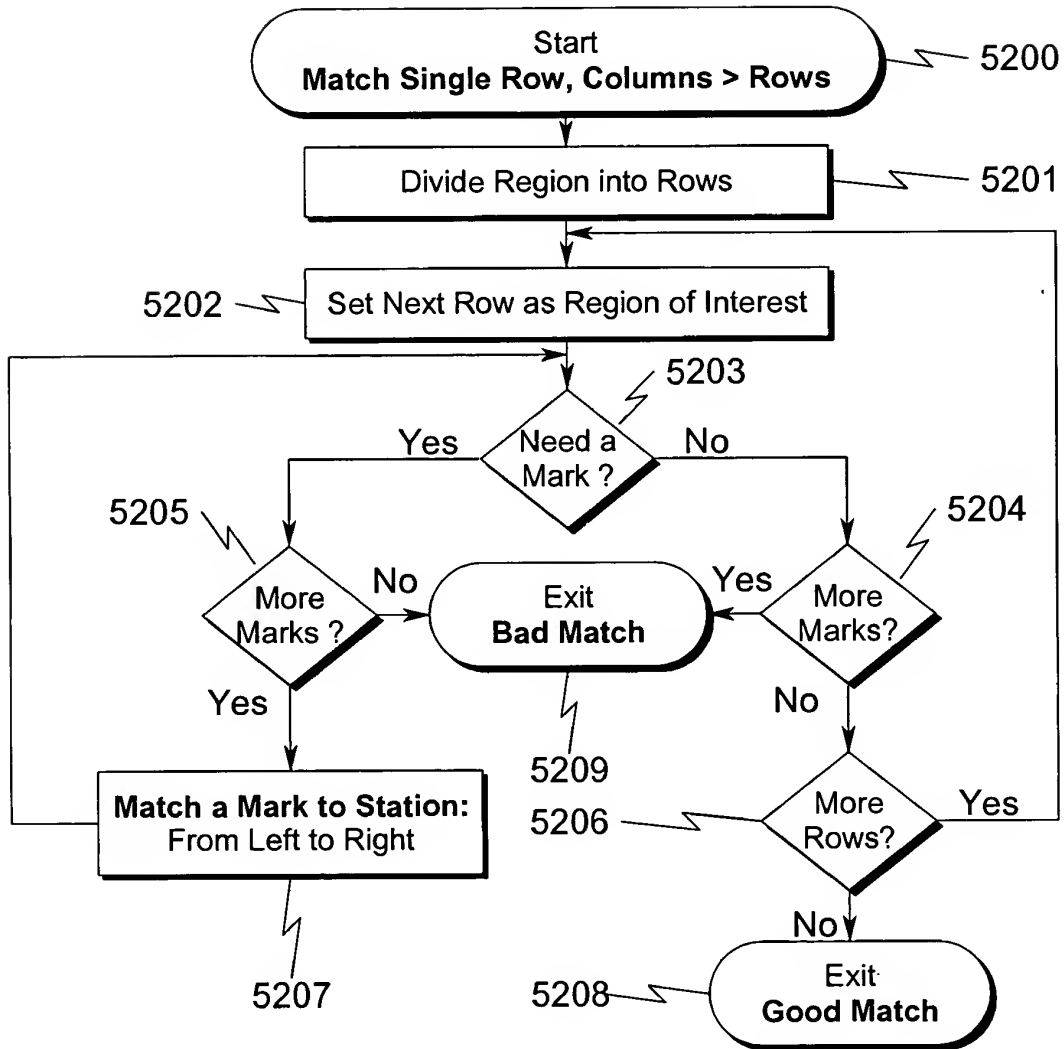 Start
Match Single Row, Columns > Rows
5200
Divide Region into Rows
5201
5202
Set Next Row as Region of Interest
5203
Yes
Need a
Mark ?
No
5205
5204
More
Marks ?
No
Exit
Bad Match
Yes
More
Marks?
Yes
No
5209
Match a Mark to Station:
From Left to Right
5206
More
Rows?
Yes
5207
No
5208
Exit
Good Match